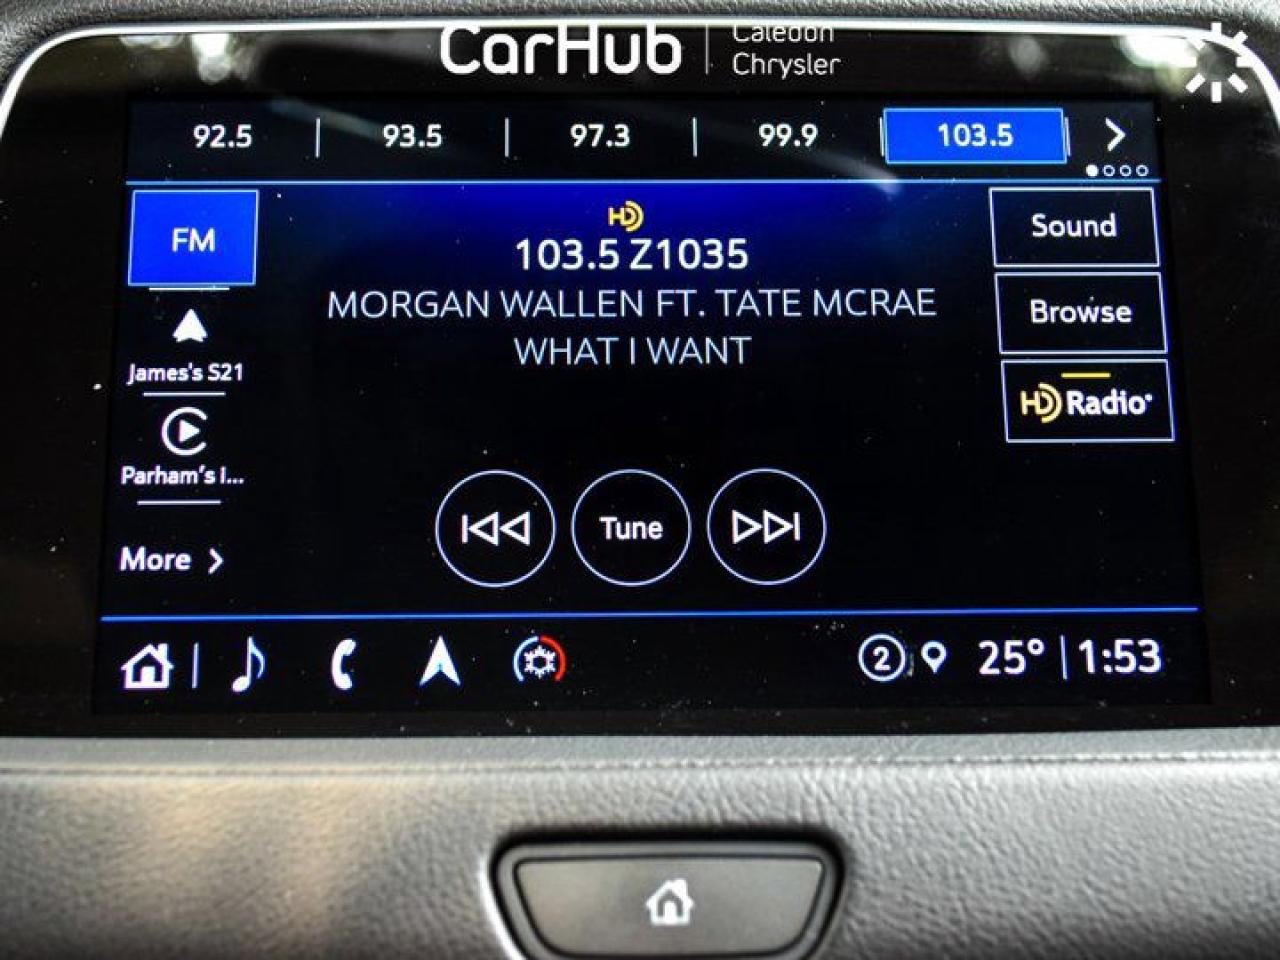 CarHub
Caledon
Chrysler
92.5 93.5 97.3 99.9 103.5
FM
HD
103.5 Z1035
MORGAN WALLEN FT. TATE MCRAE
WHAT I WANT
Sound
Browse
HD Radio
James's S21
Parham's i...
More
Tune
2 25° 1:53